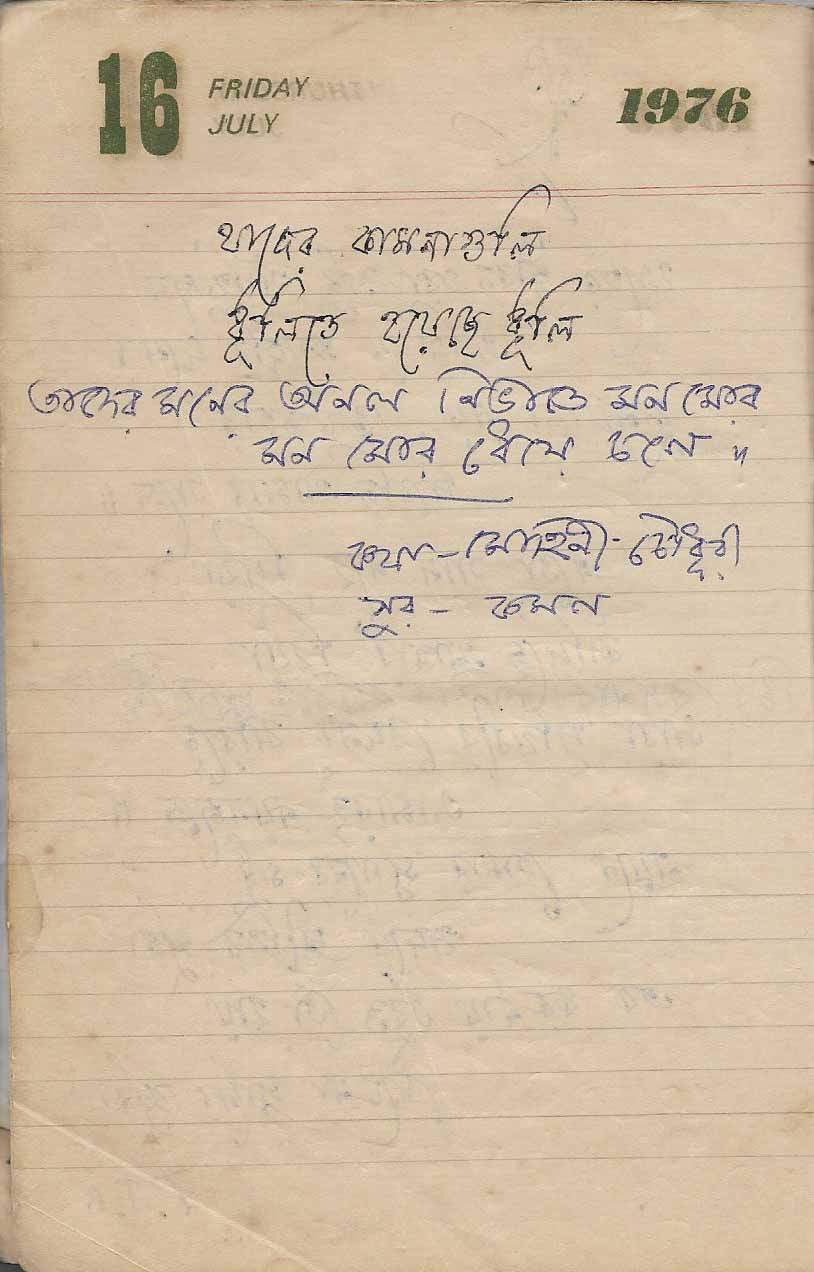 16 FRIDAY JULY 1976
যাদের কামনাগুলি
ধূলিতে হয়েছে ধূলি
তাদের মনের অনল নিভাতে মন মোর
মন মোর ধেয়ে চলে ॥
কথা - মোহিনী চৌধুরী
সুর - কমল